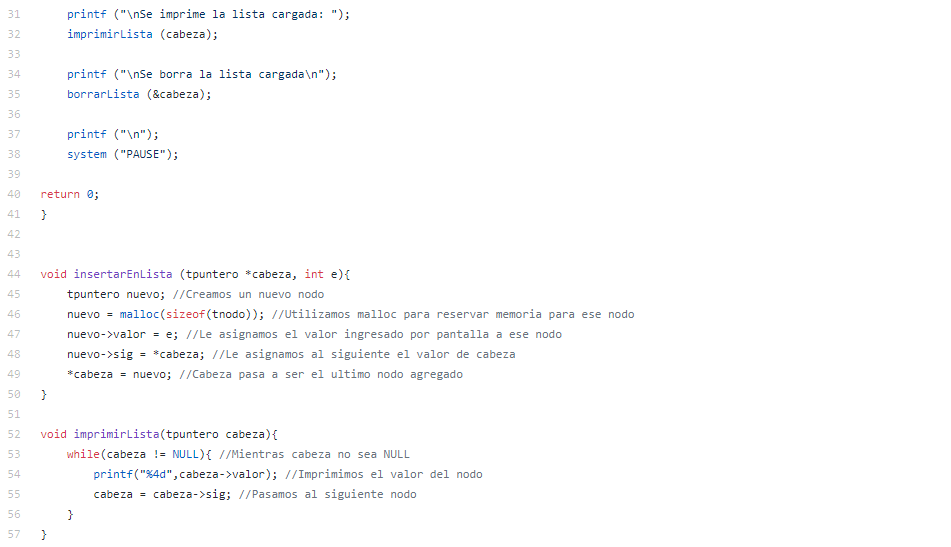 31 printf ("\nSe imprime la lista cargada: ");
32 imprimirLista (cabeza);
33
34 printf ("\nSe borra la lista cargada\n");
35 borrarLista (&cabeza);
36
37 printf ("\n");
38 system ("PAUSE");
39
40 return 0;
41 }
42
43
44 void insertarEnLista (tpuntero *cabeza, int e){
45 tpuntero nuevo; //Creamos un nuevo nodo
46 nuevo = malloc(sizeof(tnodo)); //Utilizamos malloc para reservar memoria para ese nodo
47 nuevo->valor = e; //Le asignamos el valor ingresado por pantalla a ese nodo
48 nuevo->sig = *cabeza; //Le asignamos al siguiente el valor de cabeza
49 *cabeza = nuevo; //Cabeza pasa a ser el ultimo nodo agregado
50 }
51
52 void imprimirLista(tpuntero cabeza){
53 while(cabeza != NULL){ //Mientras cabeza no sea NULL
54 printf("%4d",cabeza->valor); //Imprimimos el valor del nodo
55 cabeza = cabeza->sig; //Pasamos al siguiente nodo
56 }
57 }